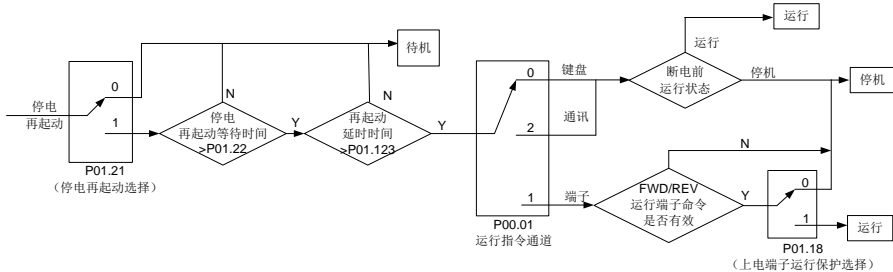 停电
再起动
0
1
P01.21
（停电再起动选择）
N
停电
再起动等待时间
>P01.22
Y
N
再起动
延时时间
>P01.123
Y
待机
0
键盘
2
通讯
1
端子
P00.01
运行指令通道
运行
运行
断电前
运行状态
停机
停机
N
FWD/REV
运行端子命令
是否有效
Y
0
1
P01.18
（上电端子运行保护选择）
运行